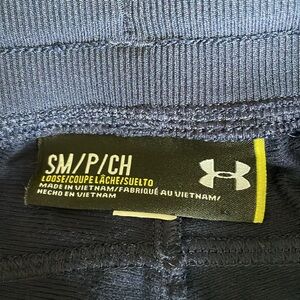 SM/P/CH
LOOSE/COUPE LÂCHE/SUELTO
MADE IN VIETNAM/FABRIQUÉ AU VIETNAM/
HECHO EN VIETNAM